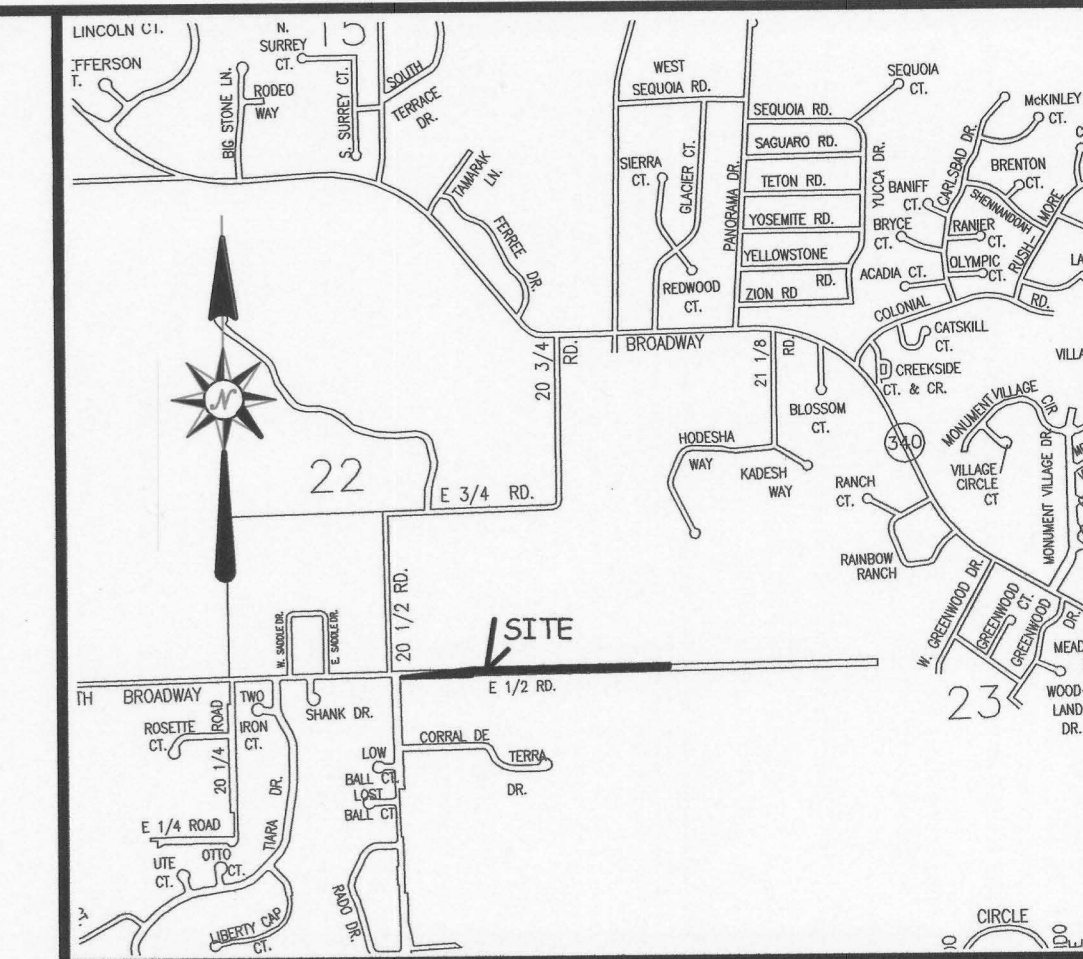 LINCOLN CT.
N.
SURREY
CT.
15
BIG STONE LN.
RODEO
WAY
S. SURREY CT.
SOUTH
TERRACE
DR.
TAMARAK
LN.
FERREE DR.
WEST
SEQUOIA RD.
SIERRA
CT.
GLACIER CT.
REDWOOD
CT.
PANORAMA DR.
SEQUOIA
CT.
SEQUOIA RD.
SAGUARO RD.
TETON RD.
YOSEMITE RD.
YELLOWSTONE
RD.
ZION RD
YUCCA DR.
McKINLEY
CT.
CARLSBAD DR.
BRENTON
CT.
BANIFF
CT.
SHENNANDOAH
BRYCE
CT.
RANIER
CT.
RUSH-
MORE
OLYMPIC
CT.
ACADIA CT.
COLONIAL
RD.
BROADWAY
20 3/4
RD.
21 1/8
RD.
CATSKILL
CT.
CREEKSIDE
CT. & CR.
BLOSSOM
CT.
N
340
MONUMENT VILLAGE CIR
VILLAGE
CIRCLE
CT
MONUMENT VILLAGE DR.
HODESHA
WAY
KADESH
WAY
RANCH
CT.
RAINBOW
RANCH
22
E 3/4 RD.
20 1/2 RD.
W. GREENWOOD DR.
GREENWOOD
CT.
GREENWOOD
DR.
23
WOOD-
LAND
DR.
W. SADDLE DR.
E. SADDLE DR.
SITE
E 1/2 RD.
BROADWAY
TWO
IRON
CT.
SHANK DR.
ROSETTE
CT.
20 1/4 ROAD
CORRAL DE
TERRA
DR.
LOW
BALL CT.
LOST
BALL CT
TIARA DR.
E 1/4 ROAD
UTE
CT.
OTTO
CT.
LIBERTY CAP
CT.
RADO DR.
CIRCLE